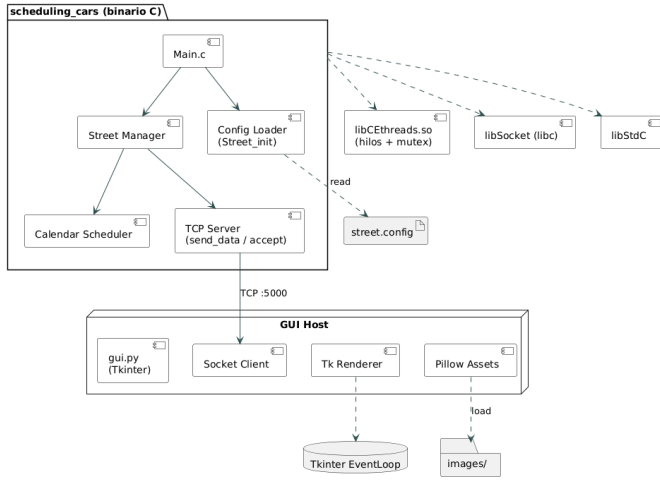 scheduling_cars (binario C)
Main.c
Street Manager
Config Loader
(Street_init)
libCEthreads.so
(hilos + mutex)
libSocket (libc)
libStdC
read
Calendar Scheduler
TCP Server
(send_data / accept)
street.config
TCP :5000
GUI Host
gui.py
(Tkinter)
Socket Client
Tk Renderer
Pillow Assets
load
Tkinter EventLoop
images/